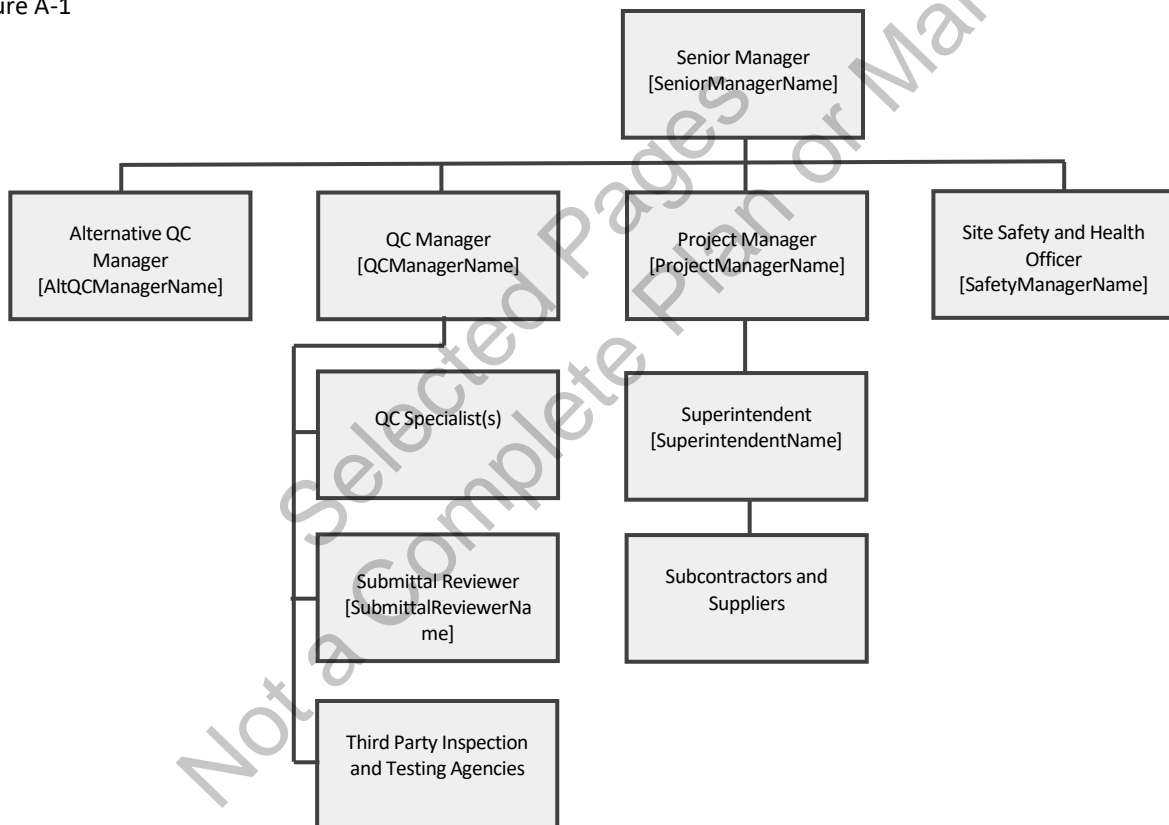 ure A-1
Senior Manager
[SeniorManagerName]
Alternative QC
Manager
[AltQCManagerName]
QC Manager
[QCManagerName]
Project Manager
[ProjectManagerName]
Site Safety and Health
Officer
[SafetyManagerName]
QC Specialist(s)
Superintendent
[SuperintendentName]
Submittal Reviewer
[SubmittalReviewerNa
me]
Subcontractors and
Suppliers
Third Party Inspection
and Testing Agencies
Selected Pages
Not a Complete Plan or Man